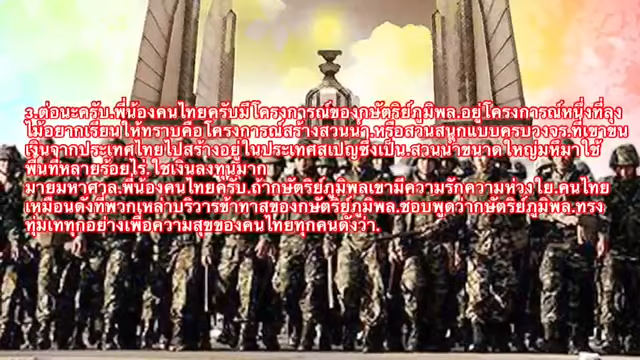 3.ต่อนะครับ.พี่น้องคนไทยครับมีโครงการณ์ของกษัตริย์ภูมิพล.อยู่โครงการณ์หนึ่งที่ลุง
ไม้อยากเรียนให้ทราบคือโครงการณ์สร้างสวนน้ำ.หรือสวนสนุกแบบครบวงจร.ที่เขาขน
เงินจากประเทศไทยไปสร้างอยู่ในประเทศสเปญซึ่งเป็น.สวนน้ำขนาดใหญ่มหึมาใช้
พื้นที่หลายร้อยไร่.ใช้เงินลงทุนมาก
มายมหาศาล.พี่น้องคนไทยครับ.ถ้ากษัตริย์ภูมิพลเขามีความรักความห่วงใย.คนไทย
เหมือนดังที่พวกเหล่าบริวารข้าทาสของกษัตริย์ภูมิพล.ชอบพูดว่ากษัตริย์ภูมิพล.ทรง
ทุ่มเททุกอย่างเพื่อความสุขของคนไทยทุกคนดังว่า.